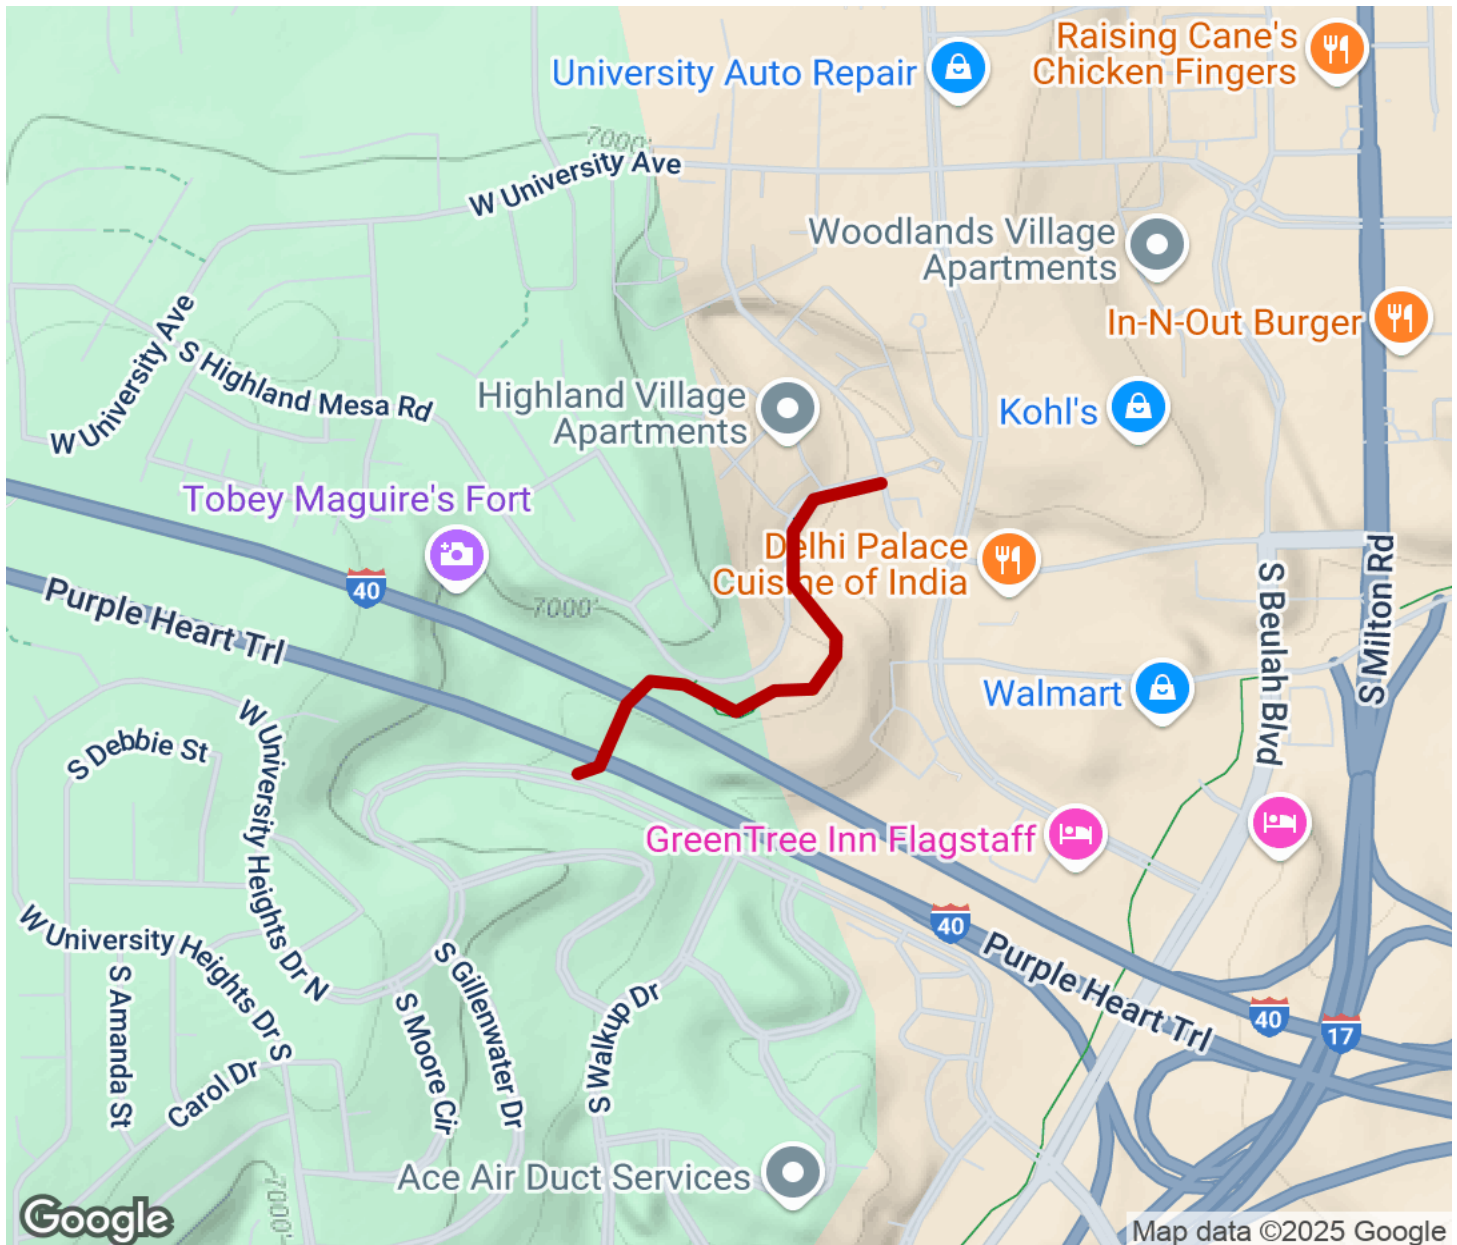 Raising Cane's
Chicken Fingers
University Auto Repair
7000'
W University Ave
Woodlands Village
Apartments
In-N-Out Burger
W University Ave
S Highland Mesa Rd
Highland Village
Apartments
Kohl's
Tobey Maguire's Fort
Delhi Palace
Cuisine of India
40
7000'
Purple Heart Trl
S Beulah Blvd
S Milton Rd
Walmart
S Debbie St
W University Heights Dr N
GreenTree Inn Flagstaff
40
Purple Heart Trl
40
17
W University Heights Dr S
S Amanda St
S Moore Cir
S Gillenwater Dr
S Walkup Dr
Carol Dr
Ace Air Duct Services
7000'
Google
Map data ©2025 Google